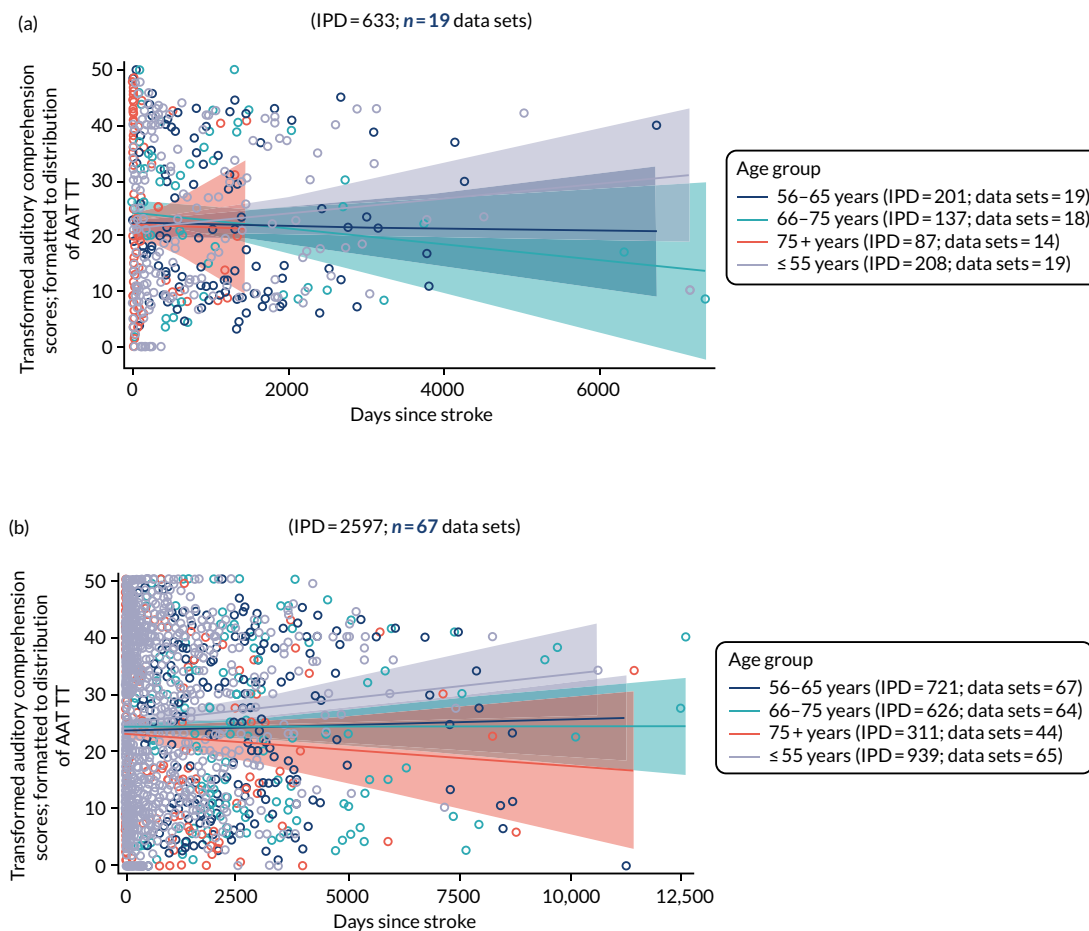 (a)
(IPD=633; n=19 data sets)
Transformed auditory comprehension
scores; formatted to distribution
of AAT TT
50
40
30
20
10
0
0 2000 4000 6000
Days since stroke
Age group
56–65 years (IPD=201; data sets=19)
66–75 years (IPD=137; data sets=18)
75+ years (IPD=87; data sets=14)
≤55 years (IPD=208; data sets=19)
(b)
(IPD=2597; n=67 data sets)
Transformed auditory comprehension
scores; formatted to distribution
of AAT TT
50
40
30
20
10
0
0 2500 5000 7500 10,000 12,500
Days since stroke
Age group
56–65 years (IPD=721; data sets=67)
66–75 years (IPD=626; data sets=64)
75+ years (IPD=311; data sets=44)
≤55 years (IPD=939; data sets=65)